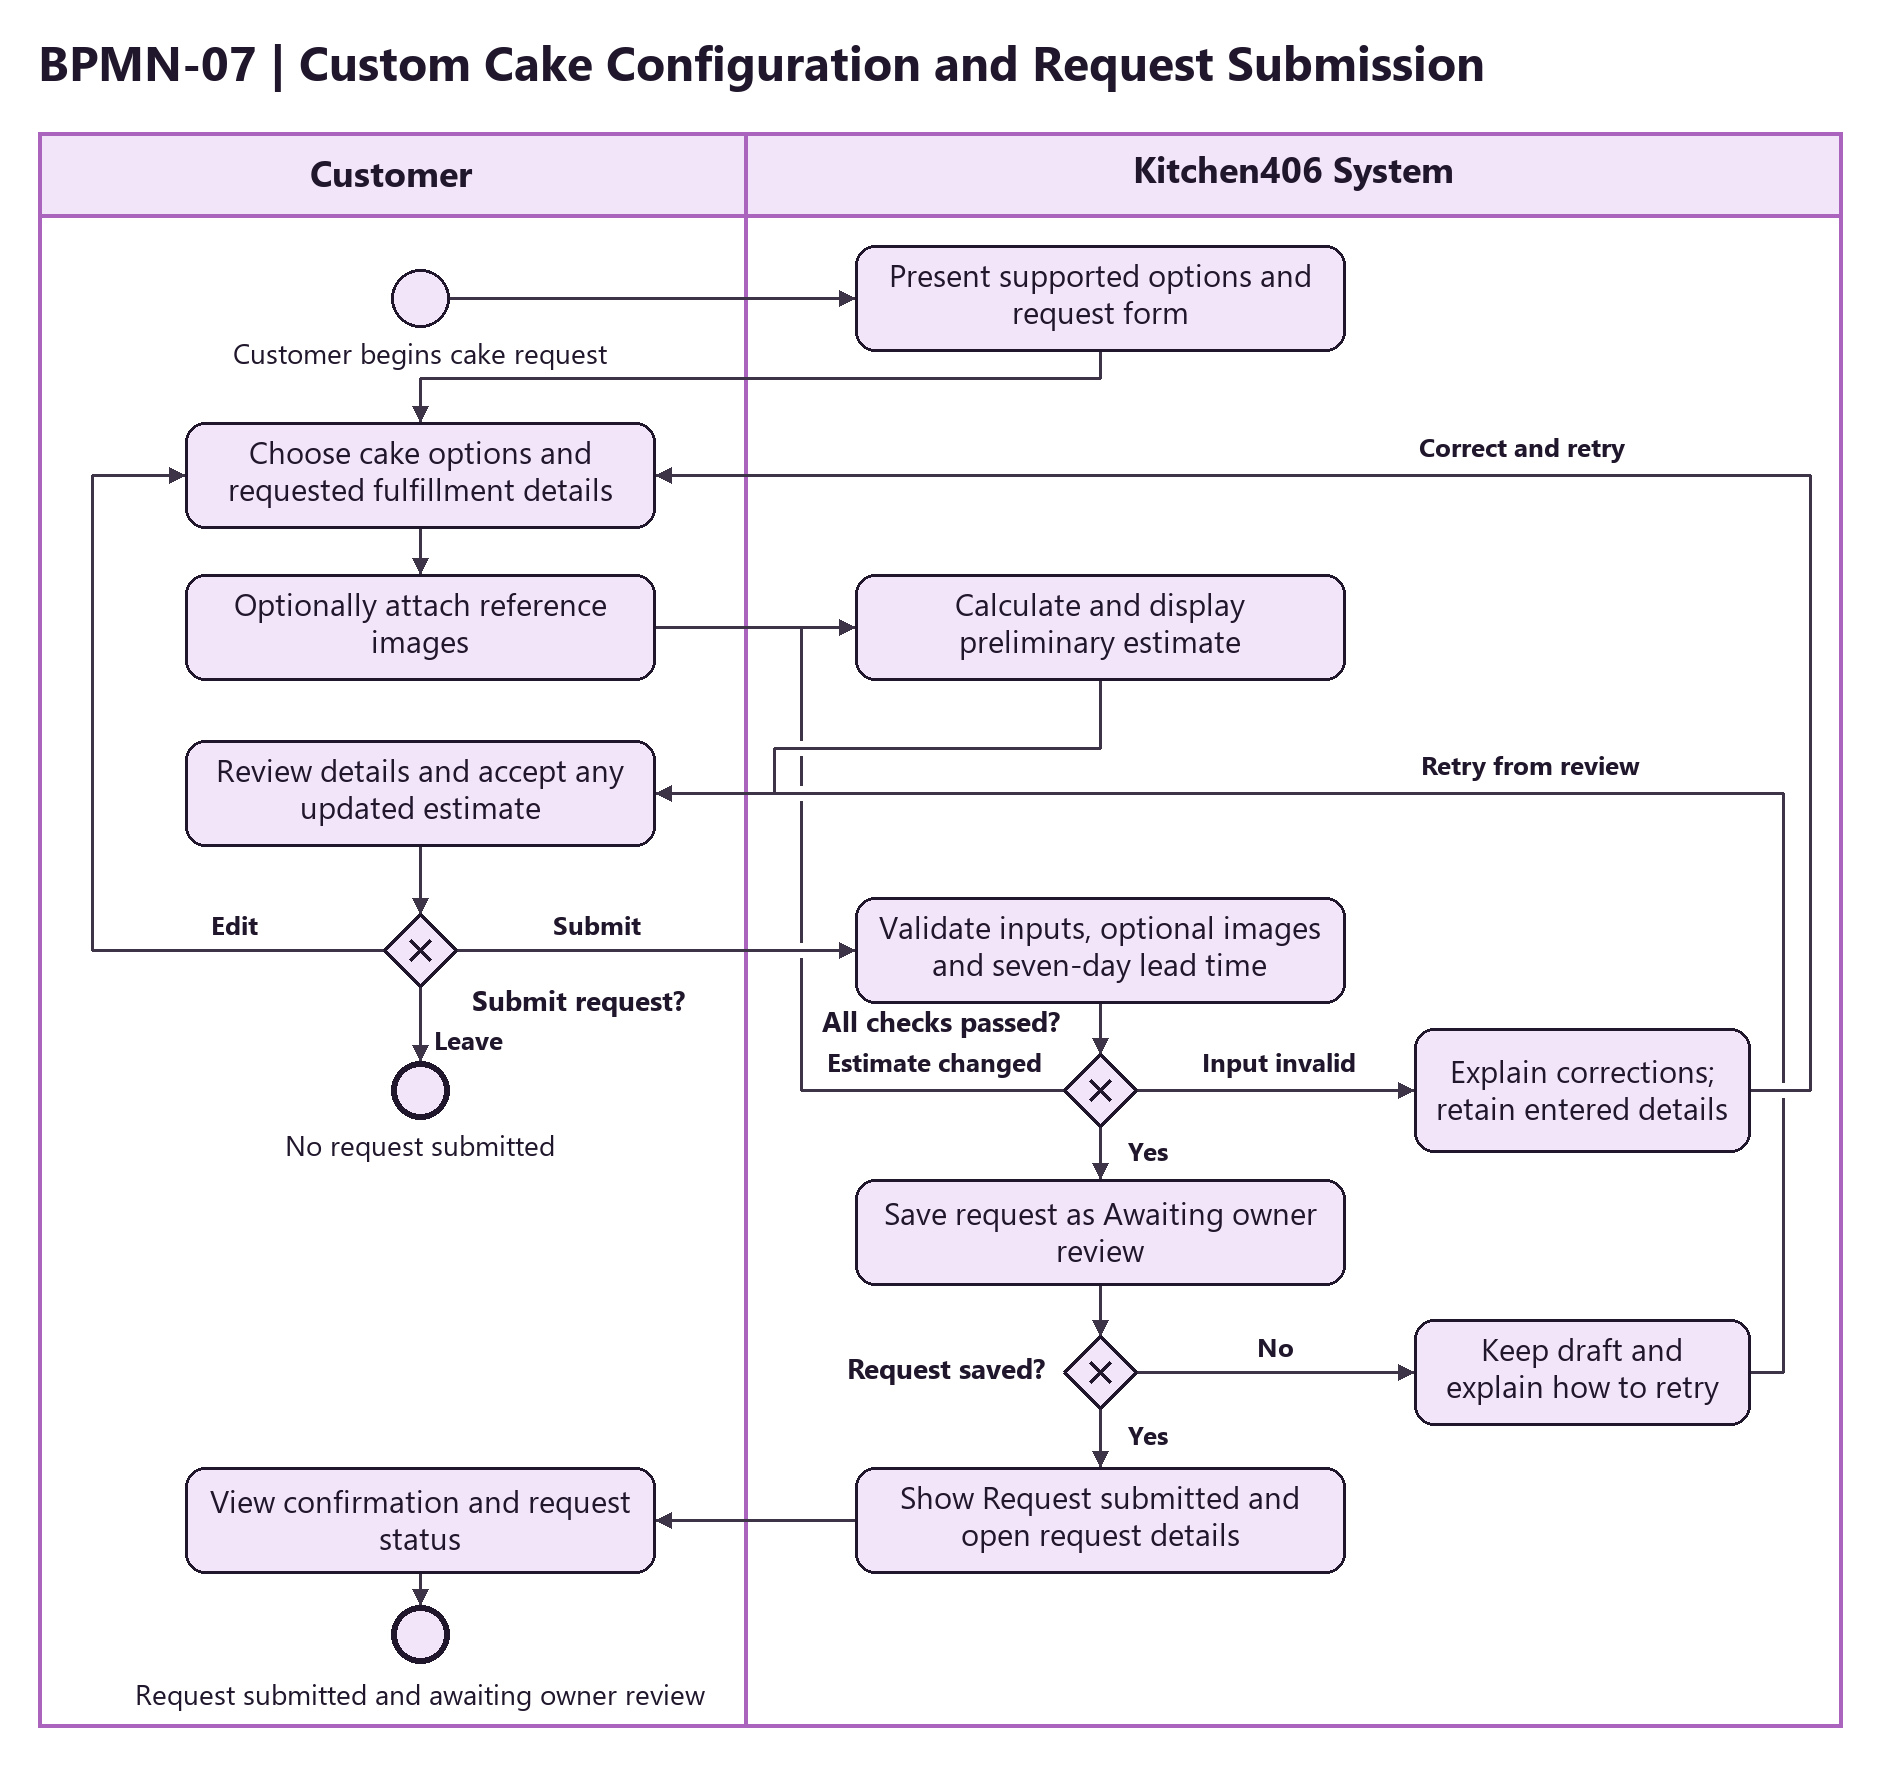 BPMN-07 | Custom Cake Configuration and Request Submission
Customer
Kitchen406 System
Present supported options and
request form
Customer begins cake request
Choose cake options and
requested fulfillment details
Correct and retry
Optionally attach reference
images
Calculate and display
preliminary estimate
Review details and accept any
updated estimate
Retry from review
Edit
Submit
Validate inputs, optional images
and seven-day lead time
Submit request?
Leave
All checks passed?
Estimate changed
Input invalid
Explain corrections;
retain entered details
No request submitted
Yes
Save request as Awaiting owner
review
Request saved?
No
Keep draft and
explain how to retry
Yes
View confirmation and request
status
Show Request submitted and
open request details
Request submitted and awaiting owner review